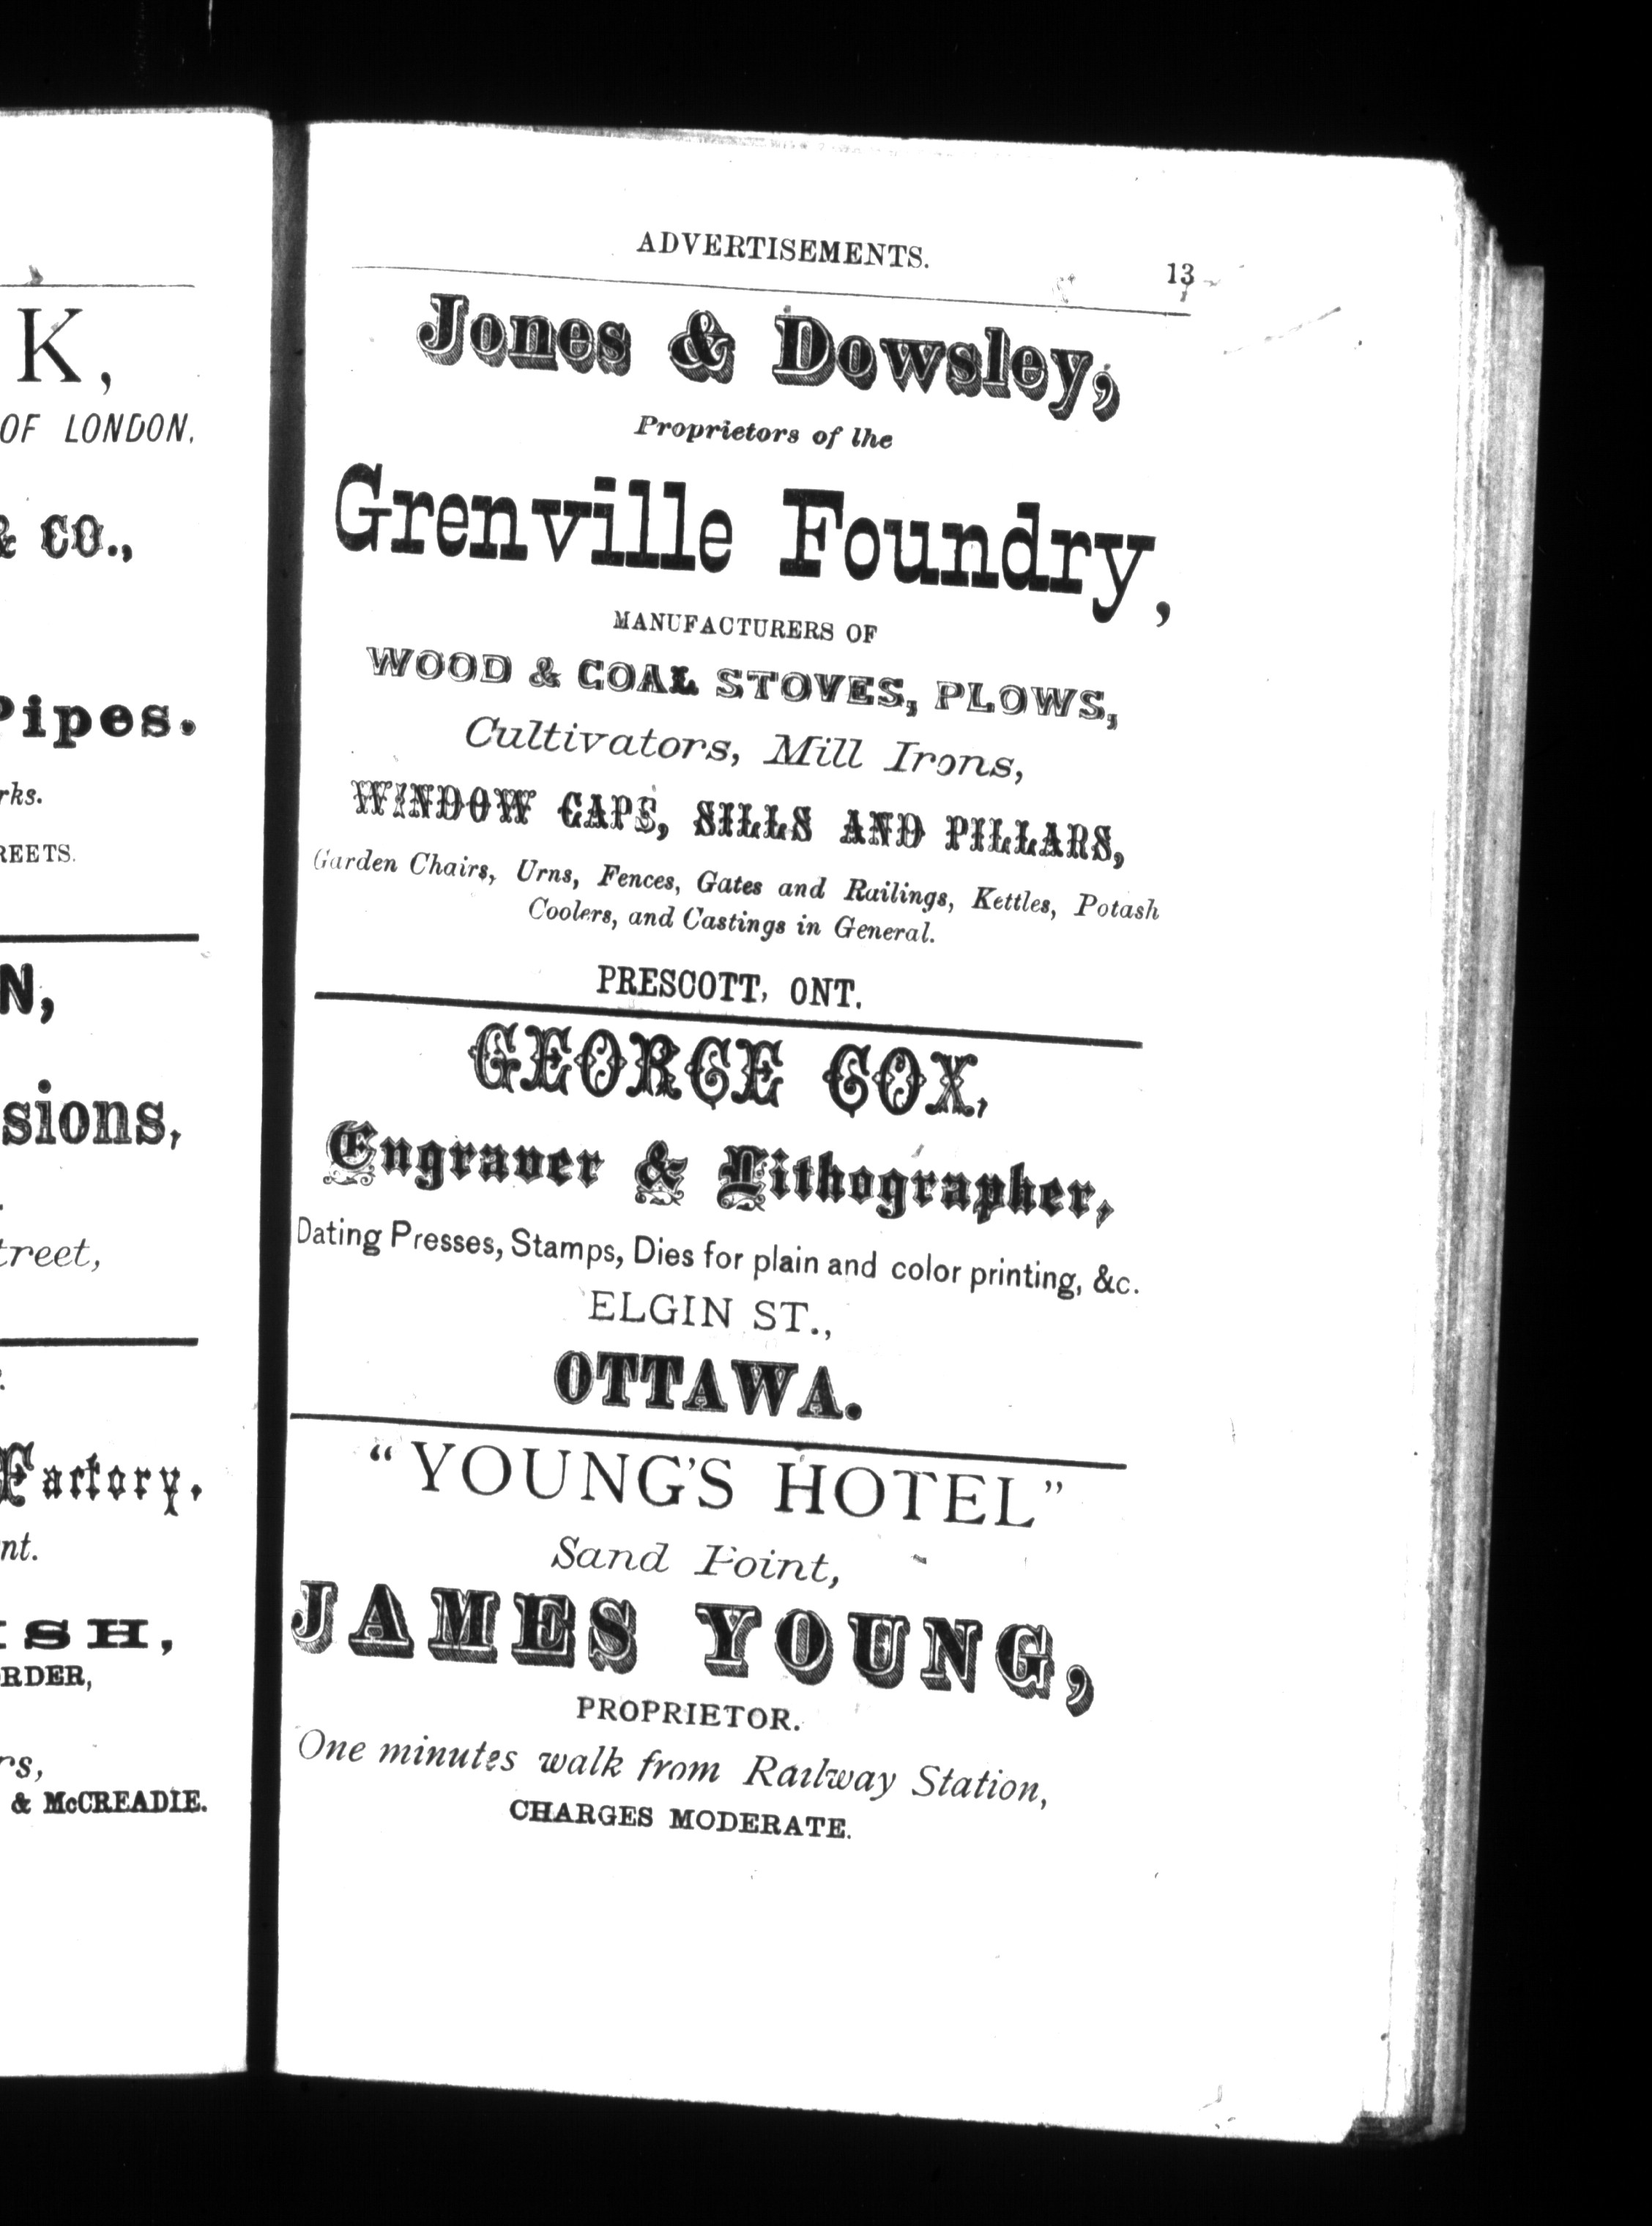 K,
OF LONDON.
& CO.,
Pipes.
rks.
REETS.
N,
sions,
treet,
Factory.
nt.
ISH,
RDER,
rs,
& McCREADIE.
ADVERTISEMENTS. 13
Jones & Dowsley,
Proprietors of the
Grenville Foundry,
MANUFACTURERS OF
WOOD & COAL STOVES, PLOWS,
Cultivators, Mill Irons,
WINDOW CAPS, SILLS AND PILLARS,
Garden Chairs, Urns, Fences, Gates and Railings, Kettles, Potash
Coolers, and Castings in General.
PRESCOTT, ONT.
GEORGE COX,
Engraver & Lithographer,
Dating Presses, Stamps, Dies for plain and color printing, &c.
ELGIN ST.,
OTTAWA.
"YOUNG'S HOTEL"
Sand Point,
JAMES YOUNG,
PROPRIETOR.
One minutes walk from Railway Station,
CHARGES MODERATE.